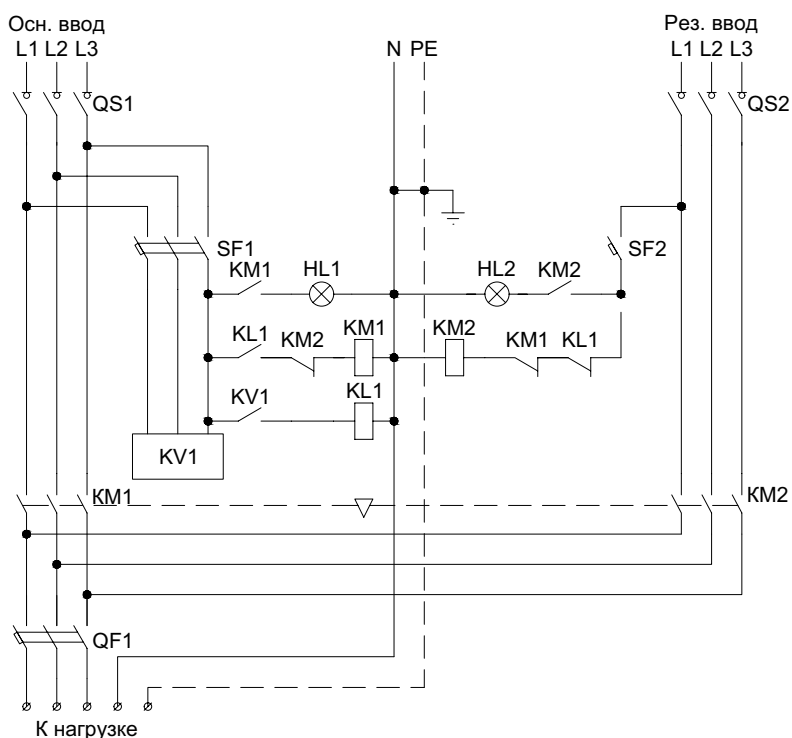 Осн. ввод
Рез. ввод
L1 L2 L3
N PE
L1 L2 L3
QS1
QS2
SF1
SF2
KM1
HL1
HL2
KM2
KL1
KM2
KM1
KM2
KM1
KL1
KV1
KL1
KV1
KM1
KM2
QF1
К нагрузке